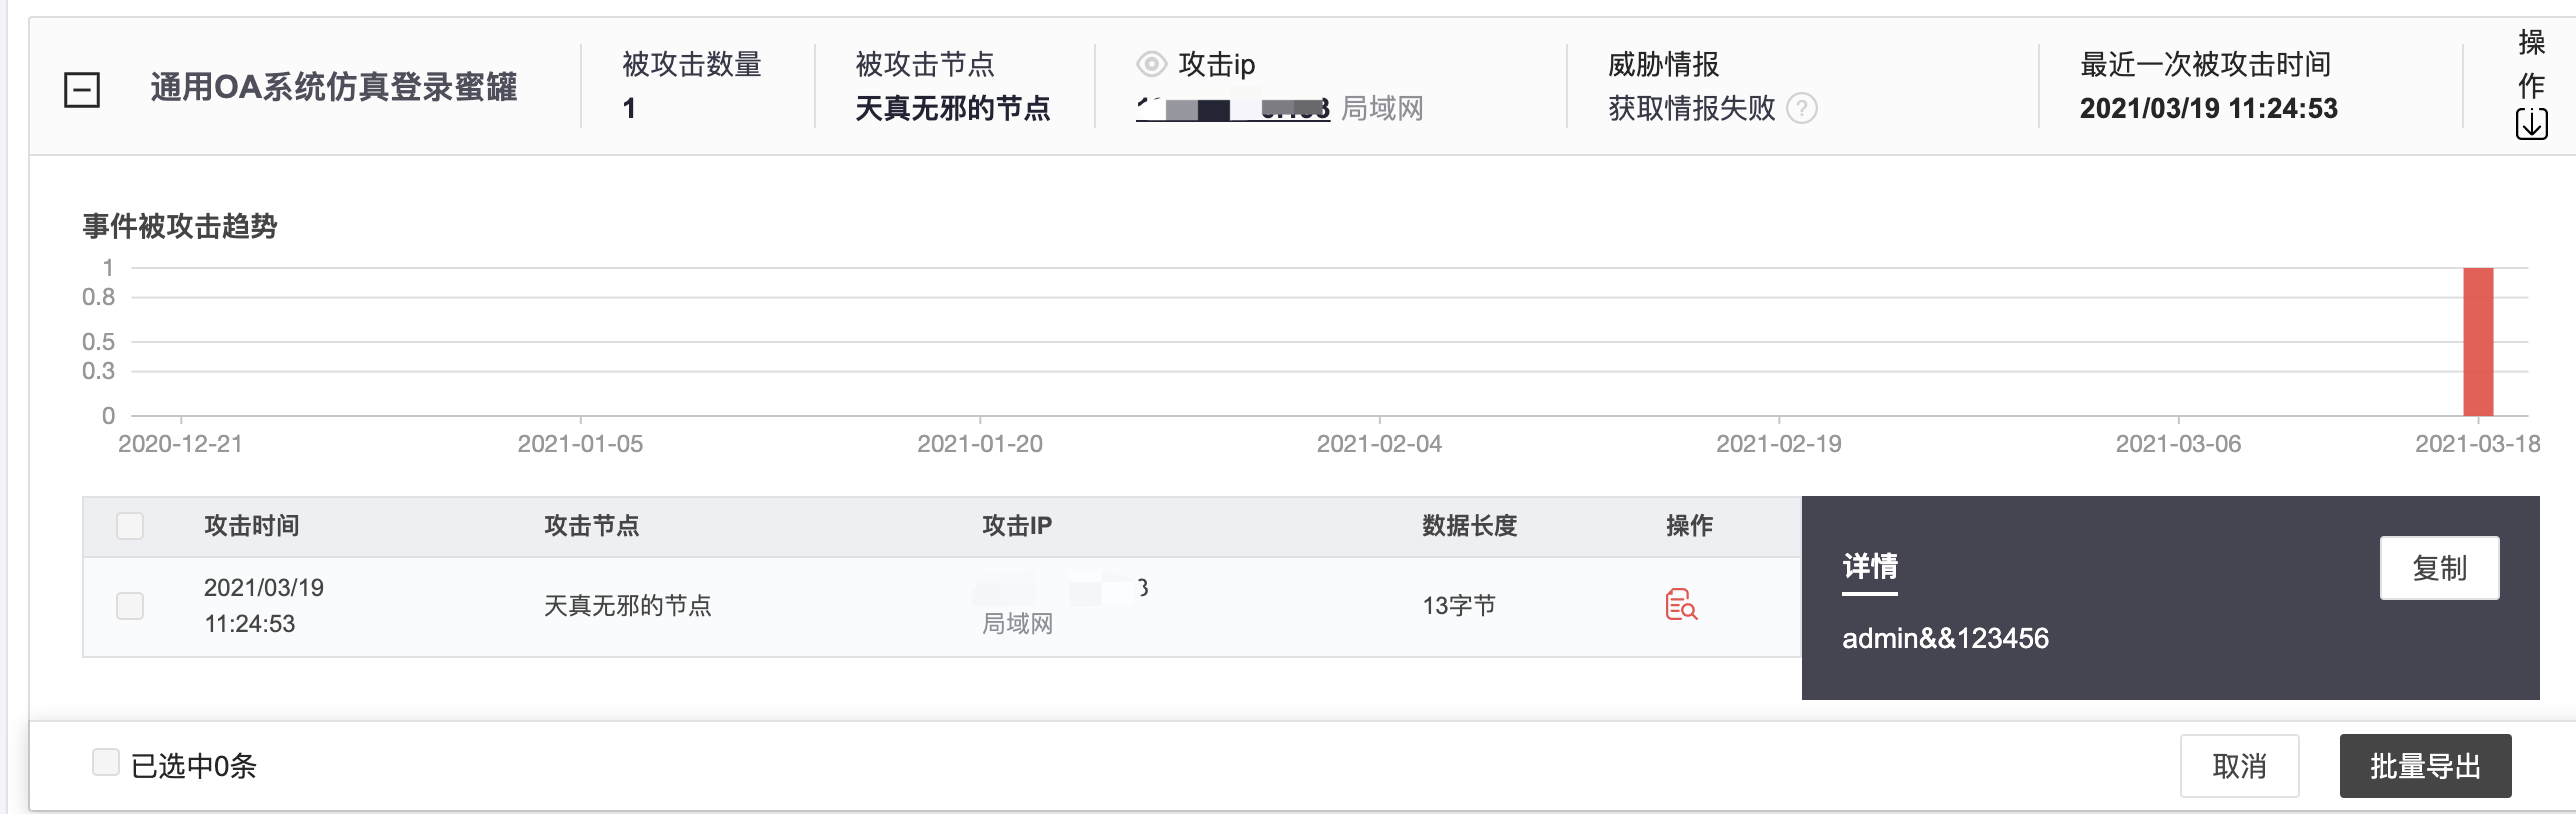 通用OA系统仿真登录蜜罐
被攻击数量
1
被攻击节点
天真无邪的节点
攻击ip
局域网
威胁情报
获取情报失败 ?
最近一次被攻击时间
2021/03/19 11:24:53
操
作
事件被攻击趋势
1
0.8
0.5
0.3
0
2020-12-21 2021-01-05 2021-01-20 2021-02-04 2021-02-19 2021-03-06 2021-03-18
攻击时间 攻击节点 攻击IP 数据长度 操作
2021/03/19
11:24:53
天真无邪的节点
3
局域网
13字节
详情
复制
admin&&123456
已选中0条
取消
批量导出